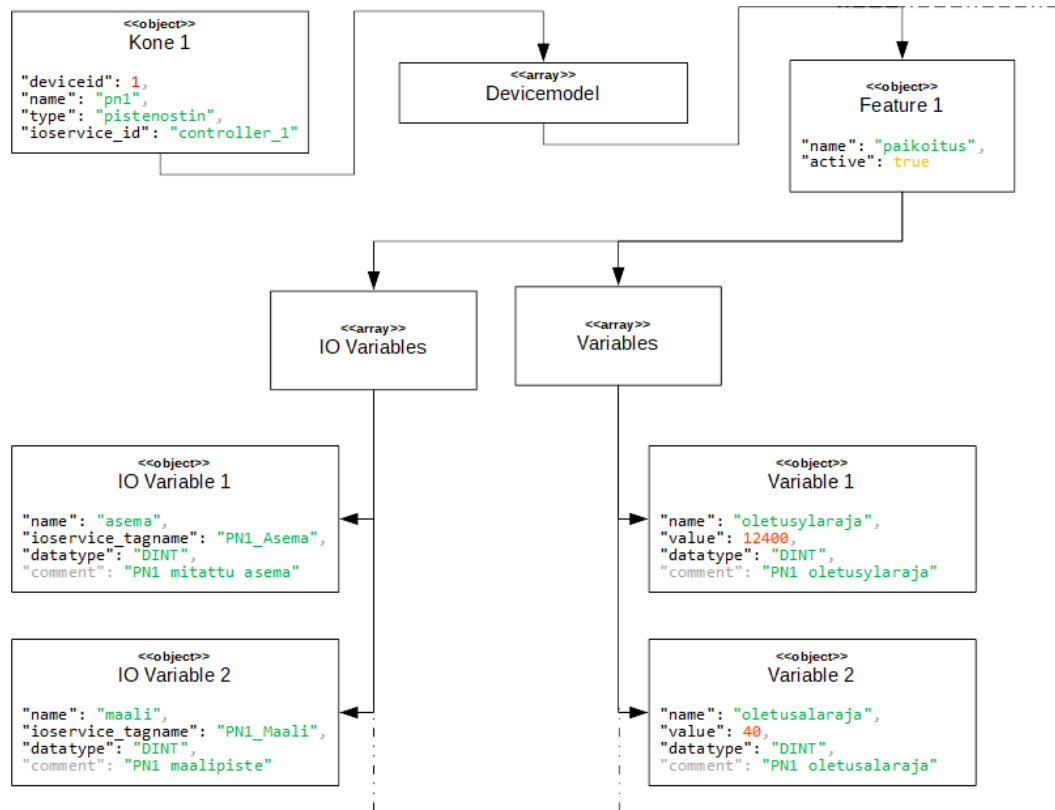 <<object>>
Kone 1
"deviceid": 1,
"name": "pn1",
"type": "pistenostin",
"ioservice_id": "controller_1"
<<array>>
Devicemodel
<<object>>
Feature 1
"name": "paikoitus",
"active": true
<<array>>
IO Variables
<<array>>
Variables
<<object>>
IO Variable 1
"name": "asema",
"ioservice_tagname": "PN1_Asema",
"datatype": "DINT",
"comment": "PN1 mitattu asema"
<<object>>
Variable 1
"name": "oletusylaraja",
"value": 12400,
"datatype": "DINT",
"comment": "PN1 oletusylaraja"
<<object>>
IO Variable 2
"name": "maali",
"ioservice_tagname": "PN1_Maali",
"datatype": "DINT",
"comment": "PN1 maalipiste"
<<object>>
Variable 2
"name": "oletusalaraja",
"value": 40,
"datatype": "DINT",
"comment": "PN1 oletusalaraja"